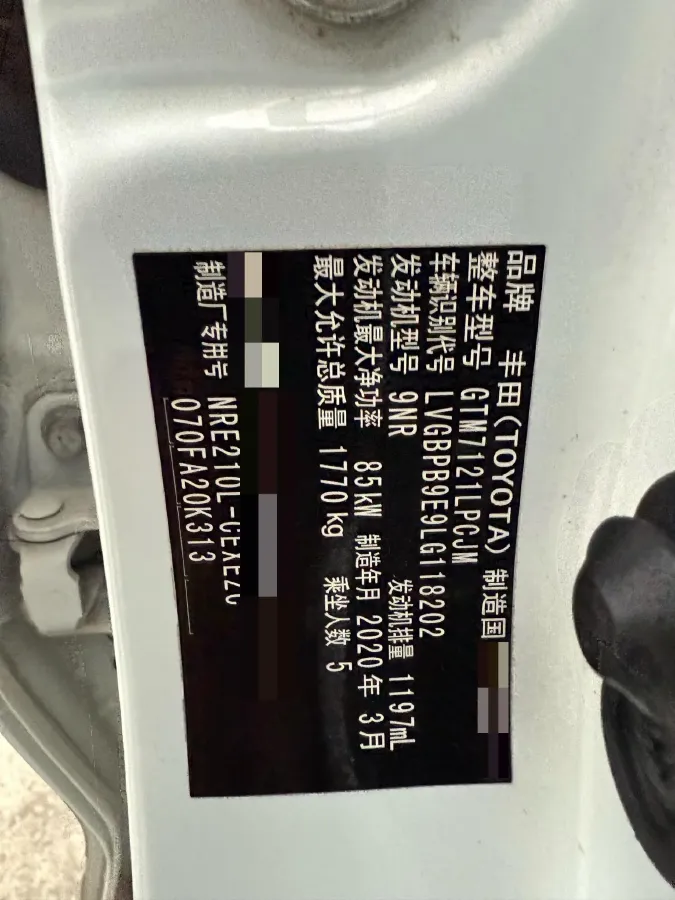 品牌 丰田(TOYOTA) 制造国
整车型号 GTM7121LPCJM
车辆识别代号 LVGBPB9E9LG118202
发动机型号 9NR 发动机排量 1197mL
发动机最大净功率 85kW 制造年月 2020年 3月
最大允许总质量 1770kg 乘坐人数 5
制造厂专用号 NRE210L-
070FA20K313